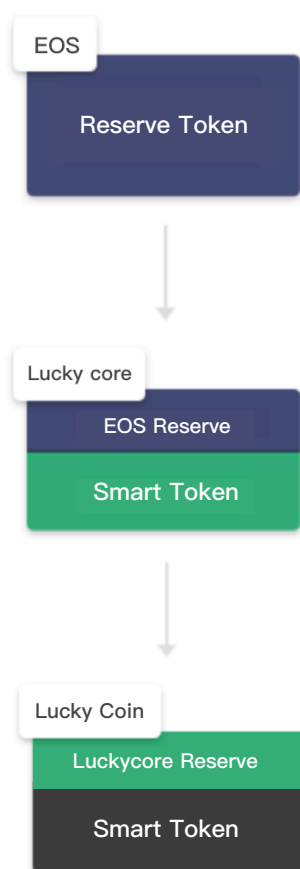 EOS
Reserve Token
Lucky core
EOS Reserve
Smart Token
Lucky Coin
Luckycore Reserve
Smart Token